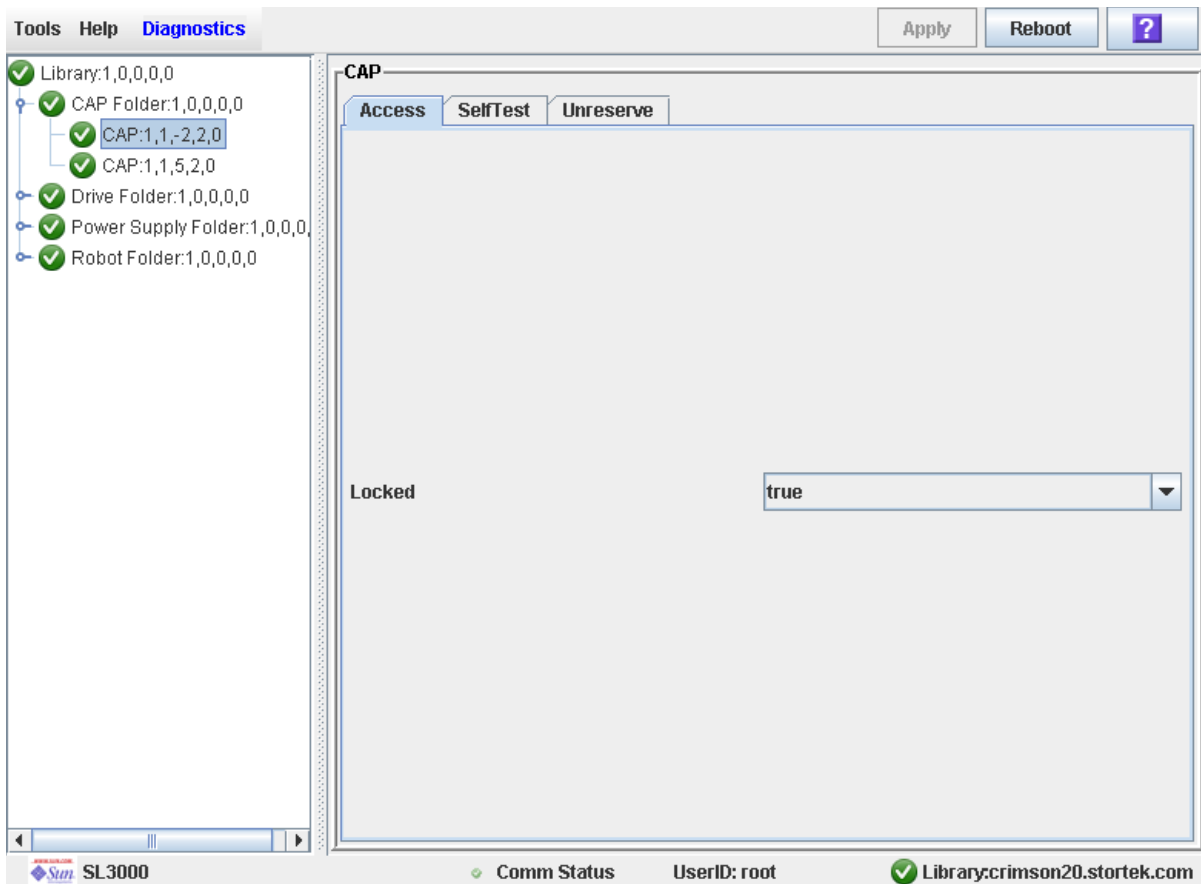 Tools Help Diagnostics Apply Reboot ?
Library:1,0,0,0,0
CAP Folder:1,0,0,0,0
CAP:1,1,-2,2,0
CAP:1,1,5,2,0
Drive Folder:1,0,0,0,0
Power Supply Folder:1,0,0,0,
Robot Folder:1,0,0,0,0
CAP
Access SelfTest Unreserve
Locked true
Sun SL3000 Comm Status UserID: root Library:crimson20.stortek.com